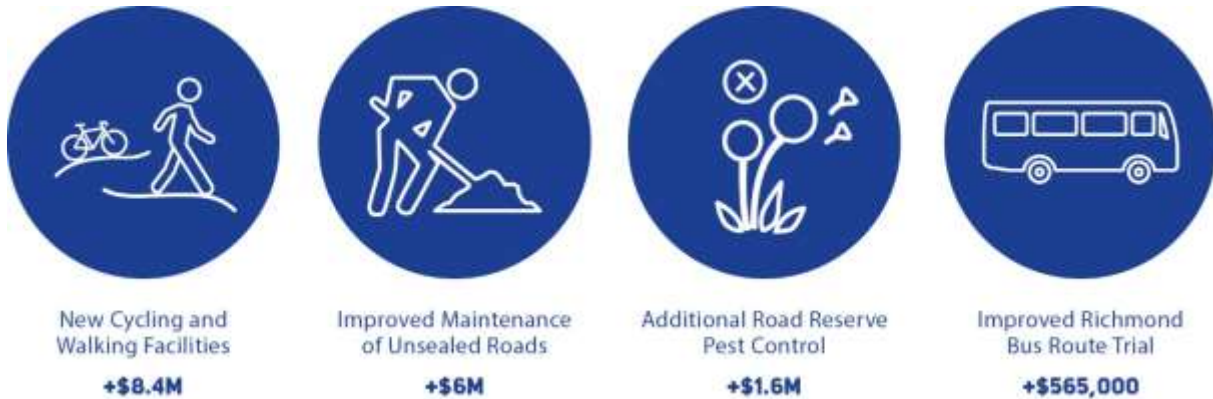 New Cycling and
Walking Facilities
+$8.4M
Improved Maintenance
of Unsealed Roads
+$6M
Additional Road Reserve
Pest Control
+$1.6M
Improved Richmond
Bus Route Trial
+$565,000